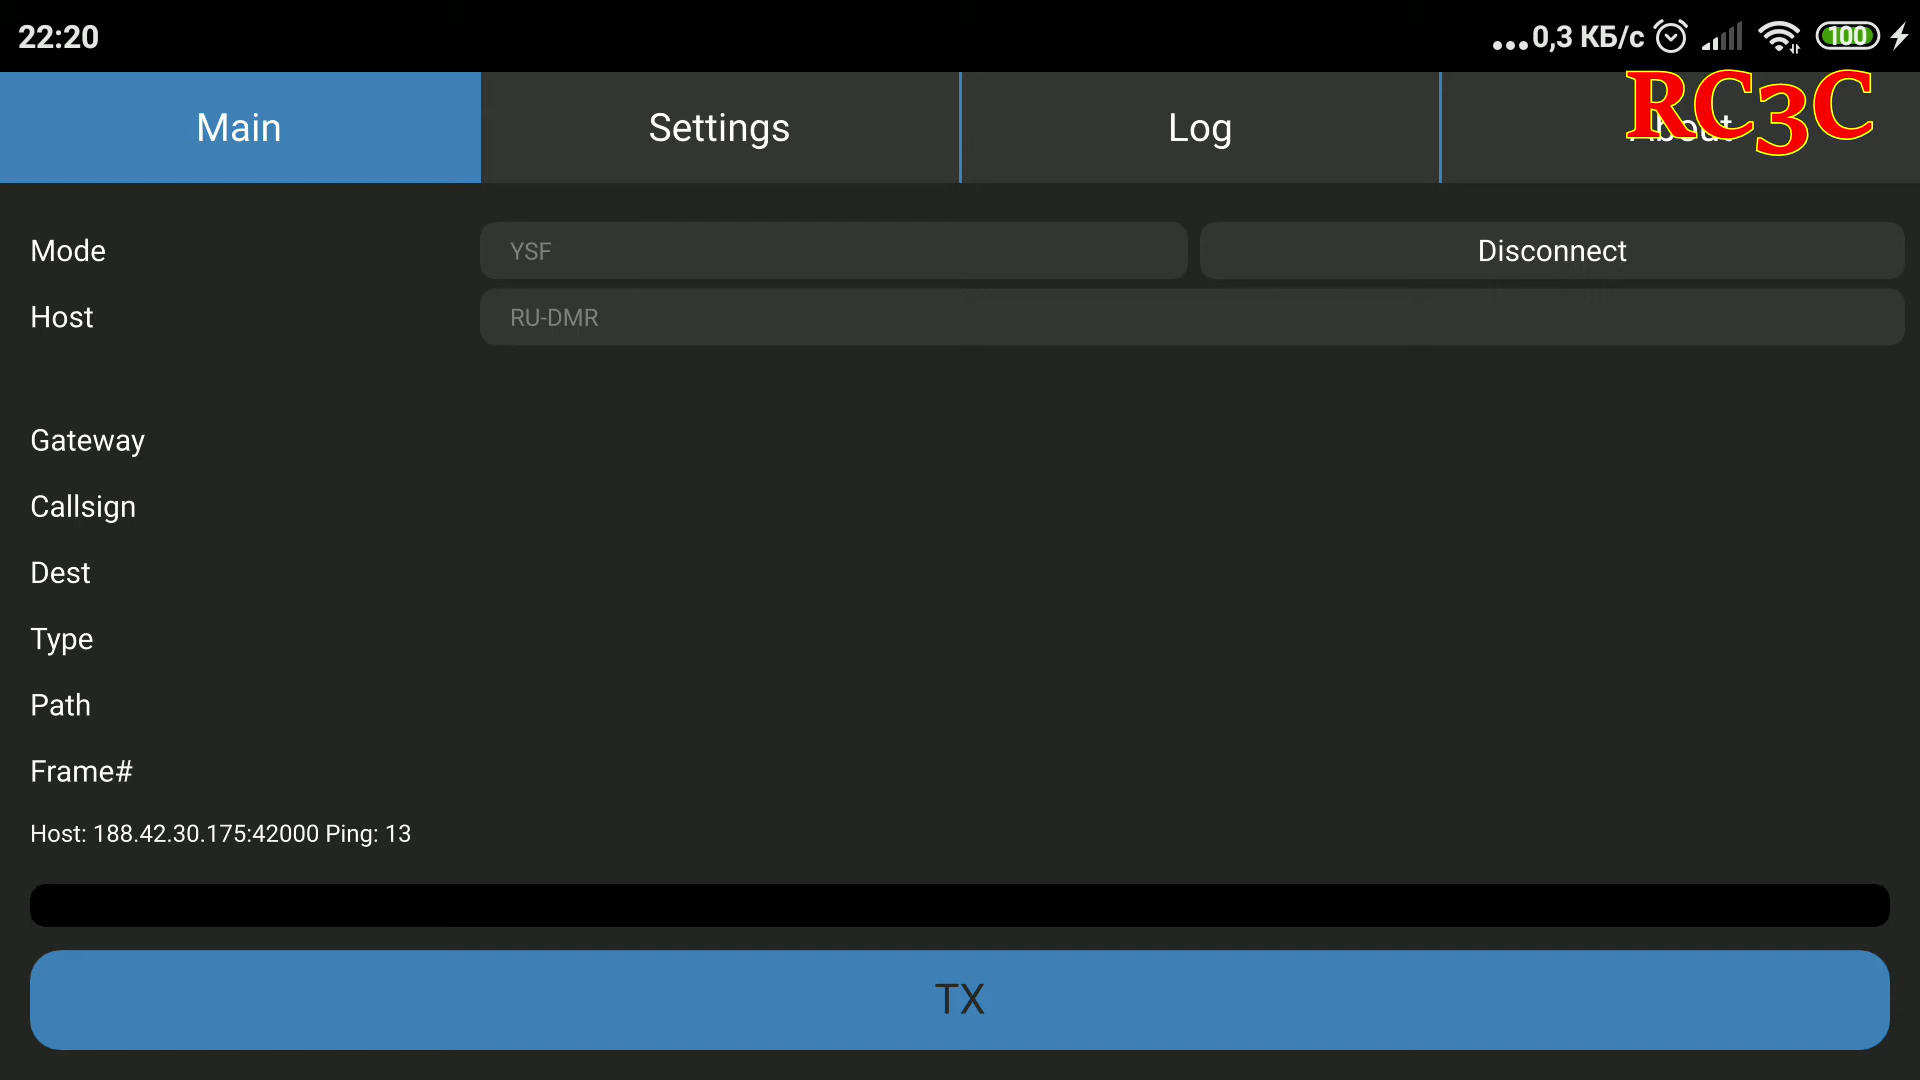 22:20
...0,3 КБ/с 100
Main Settings Log About
RC3C
Mode YSF Disconnect
Host RU-DMR
Gateway
Callsign
Dest
Type
Path
Frame#
Host: 188.42.30.175:42000 Ping: 13
TX